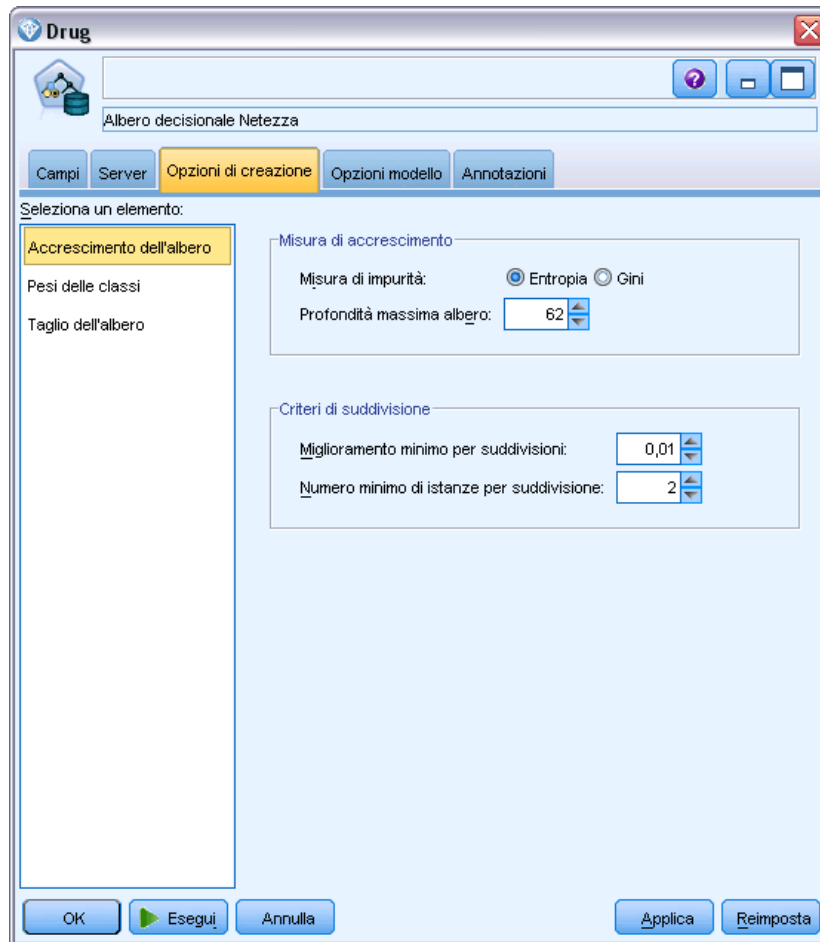 Drug
Albero decisionale Netezza
Campi Server Opzioni di creazione Opzioni modello Annotazioni
Seleziona un elemento:
Accrescimento dell'albero
Pesi delle classi
Taglio dell'albero
Misura di accrescimento
Misura di impurità: Entropia Gini
Profondità massima albero: 62
Criteri di suddivisione
Miglioramento minimo per suddivisioni: 0,01
Numero minimo di istanze per suddivisione: 2
OK Esegui Annulla Applica Reimposta